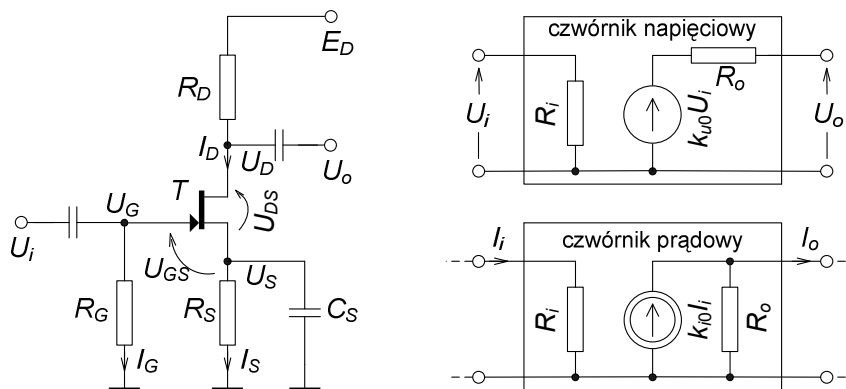 E_D
R_D
I_D
U_D
U_o
T
U_G
U_DS
U_i
U_GS
U_S
R_G
R_S
C_S
I_G
I_S
czwórnik napięciowy
R_o
U_i
R_i
k_u0U_i
U_o
czwórnik prądowy
I_i
I_o
R_i
k_i0I_i
R_o